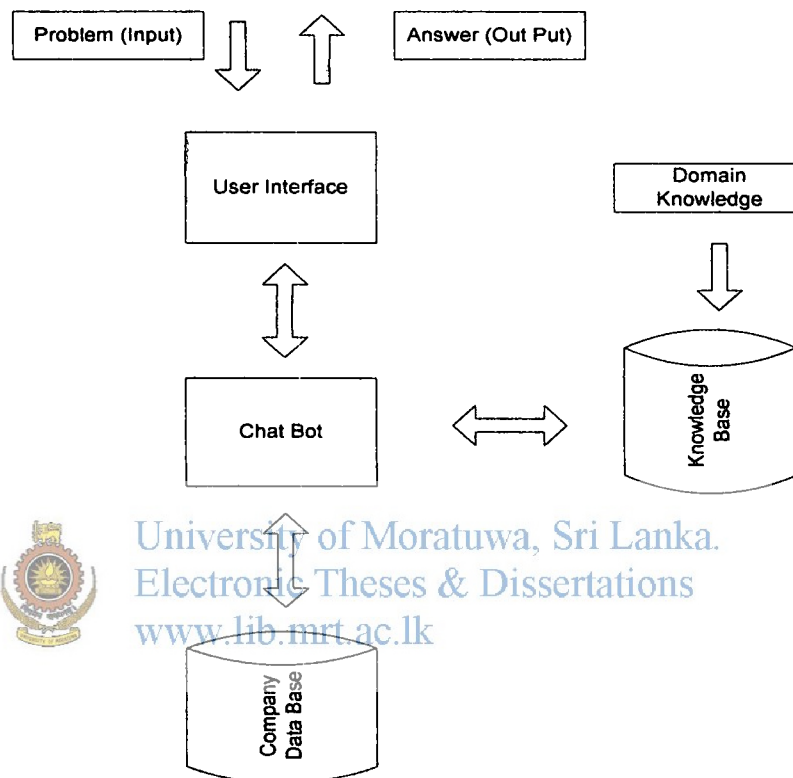 Problem (Input)
Answer (Out Put)
User Interface
Domain
Knowledge
Chat Bot
Knowledge
Base
University of Moratuwa, Sri Lanka.
Electronic Theses & Dissertations
www.lib.mrt.ac.lk
Company
Data Base